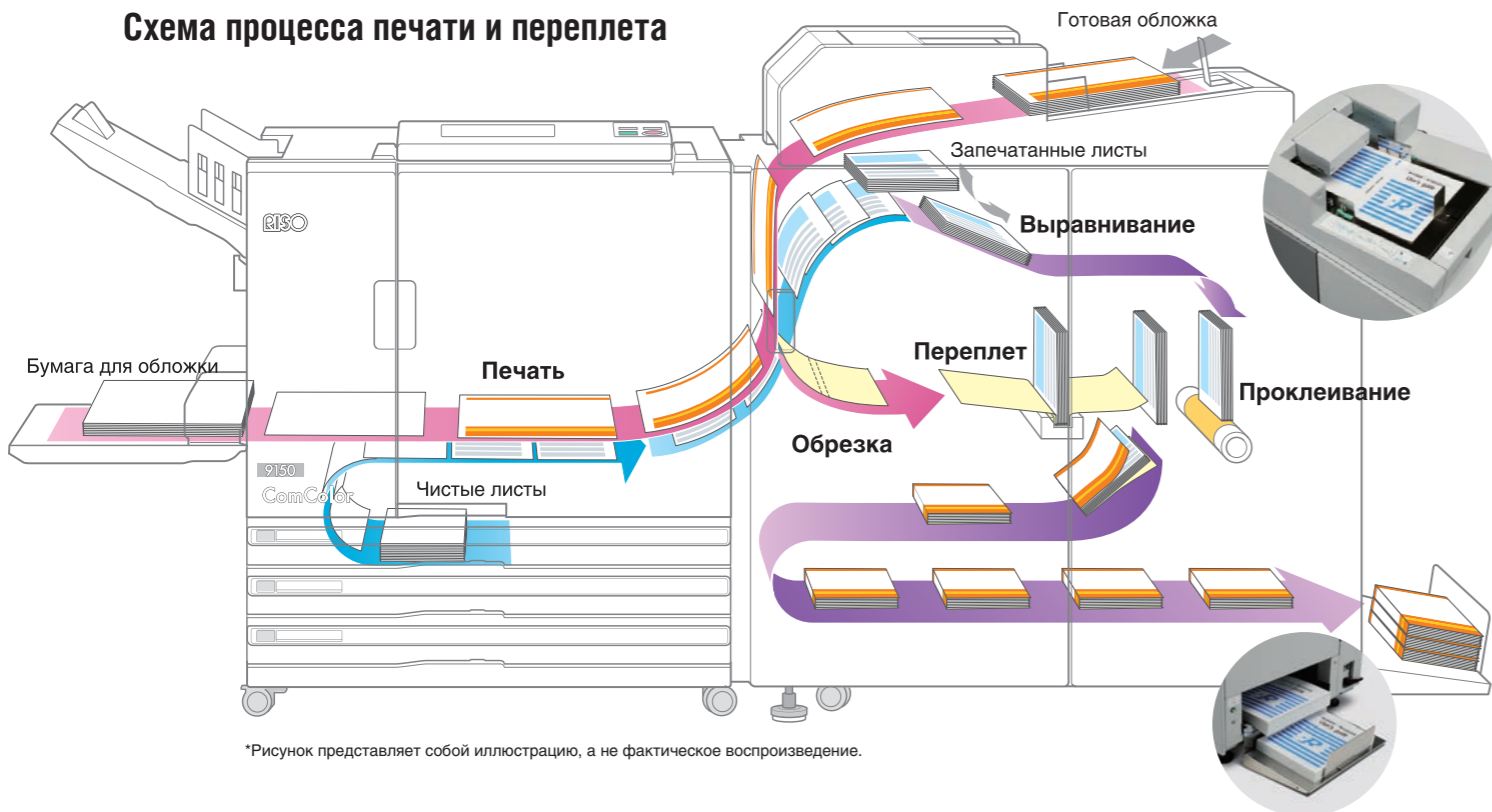 Схема процесса печати и переплета
Готовая обложка
Запечатанные листы
Выравнивание
RISO
Бумага для обложки
Печать
Переплет
Проклеивание
Обрезка
9150
ComColor
Чистые листы
*Рисунок представляет собой иллюстрацию, а не фактическое воспроизведение.